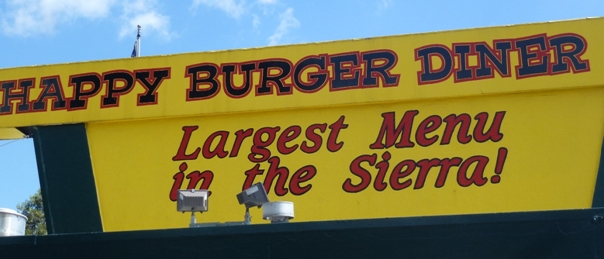 HAPPY BURGER DINER
Largest Menu
in the Sierra!